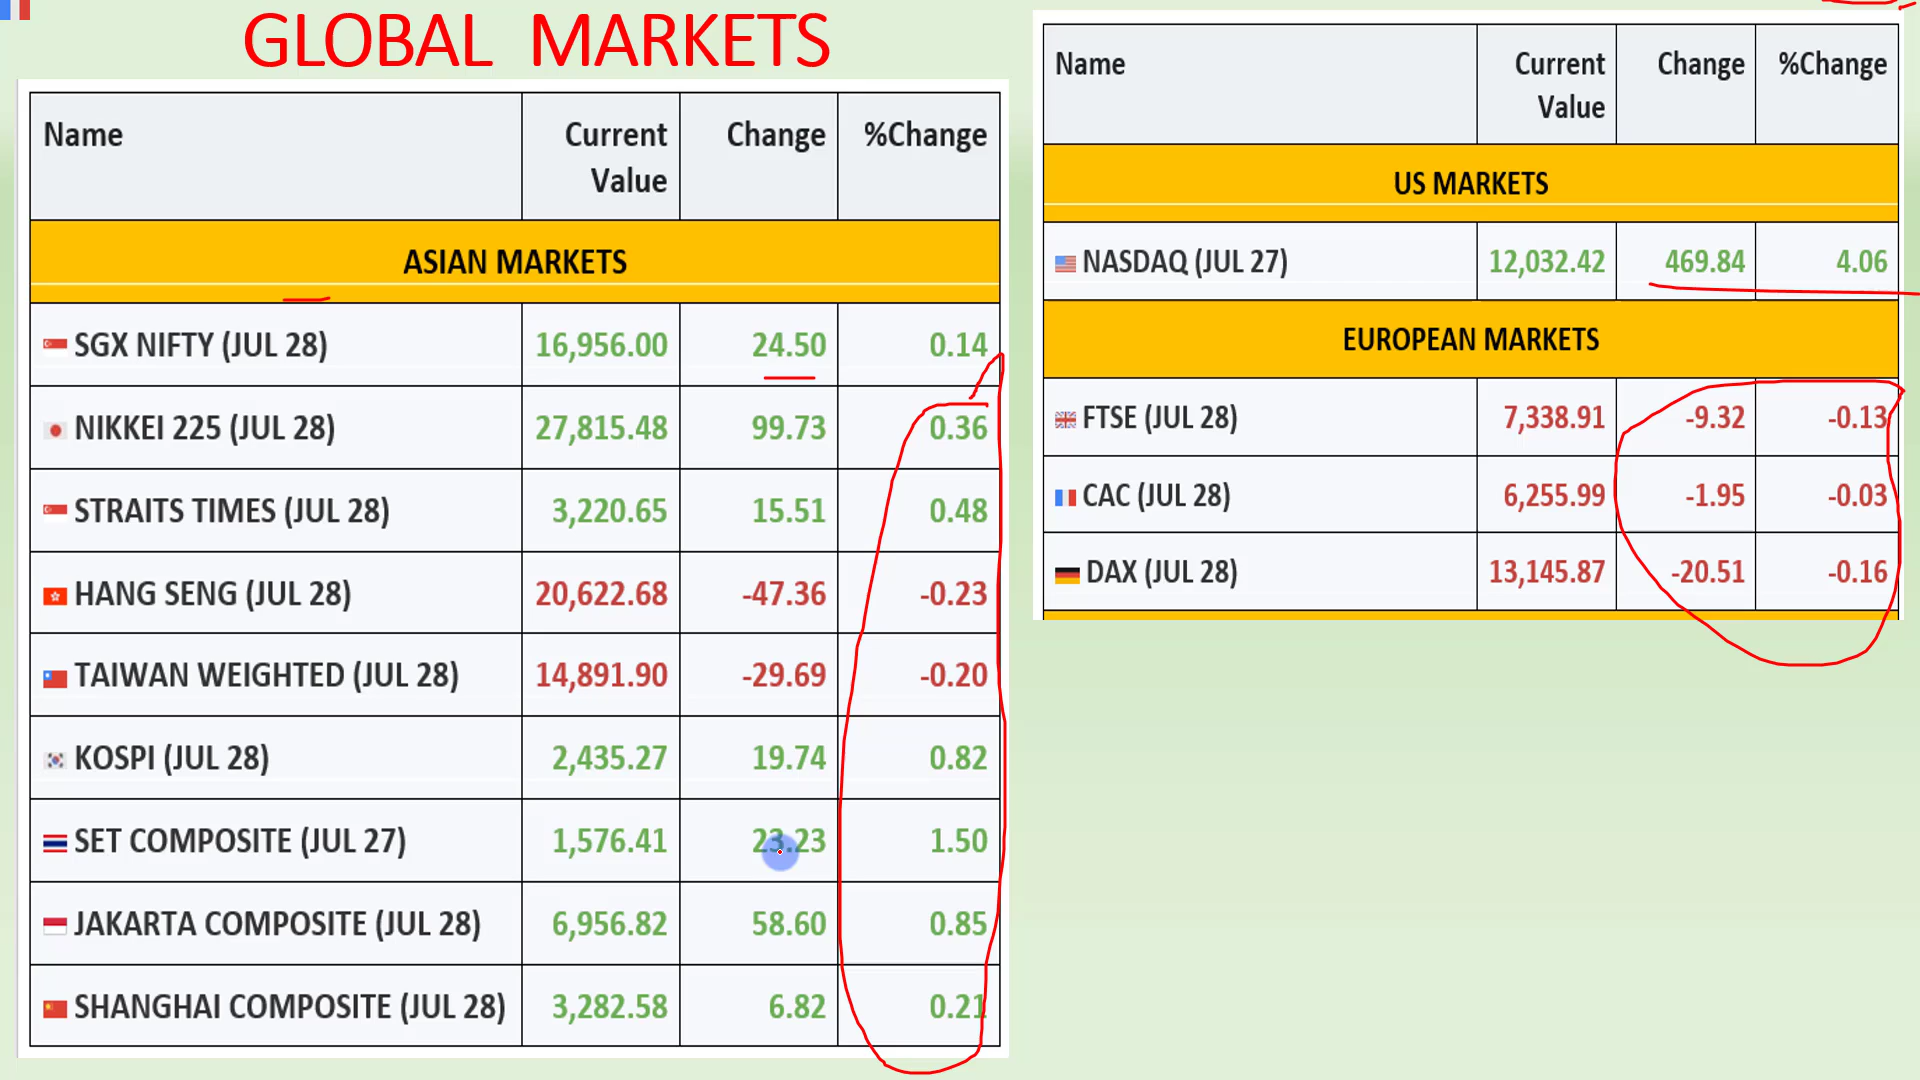 GLOBAL MARKETS
Name Current Value Change %Change
ASIAN MARKETS
SGX NIFTY (JUL 28) 16,956.00 24.50 0.14
NIKKEI 225 (JUL 28) 27,815.48 99.73 0.36
STRAITS TIMES (JUL 28) 3,220.65 15.51 0.48
HANG SENG (JUL 28) 20,622.68 -47.36 -0.23
TAIWAN WEIGHTED (JUL 28) 14,891.90 -29.69 -0.20
KOSPI (JUL 28) 2,435.27 19.74 0.82
SET COMPOSITE (JUL 27) 1,576.41 23.23 1.50
JAKARTA COMPOSITE (JUL 28) 6,956.82 58.60 0.85
SHANGHAI COMPOSITE (JUL 28) 3,282.58 6.82 0.21
Name Current Value Change %Change
US MARKETS
NASDAQ (JUL 27) 12,032.42 469.84 4.06
EUROPEAN MARKETS
FTSE (JUL 28) 7,338.91 -9.32 -0.13
CAC (JUL 28) 6,255.99 -1.95 -0.03
DAX (JUL 28) 13,145.87 -20.51 -0.16